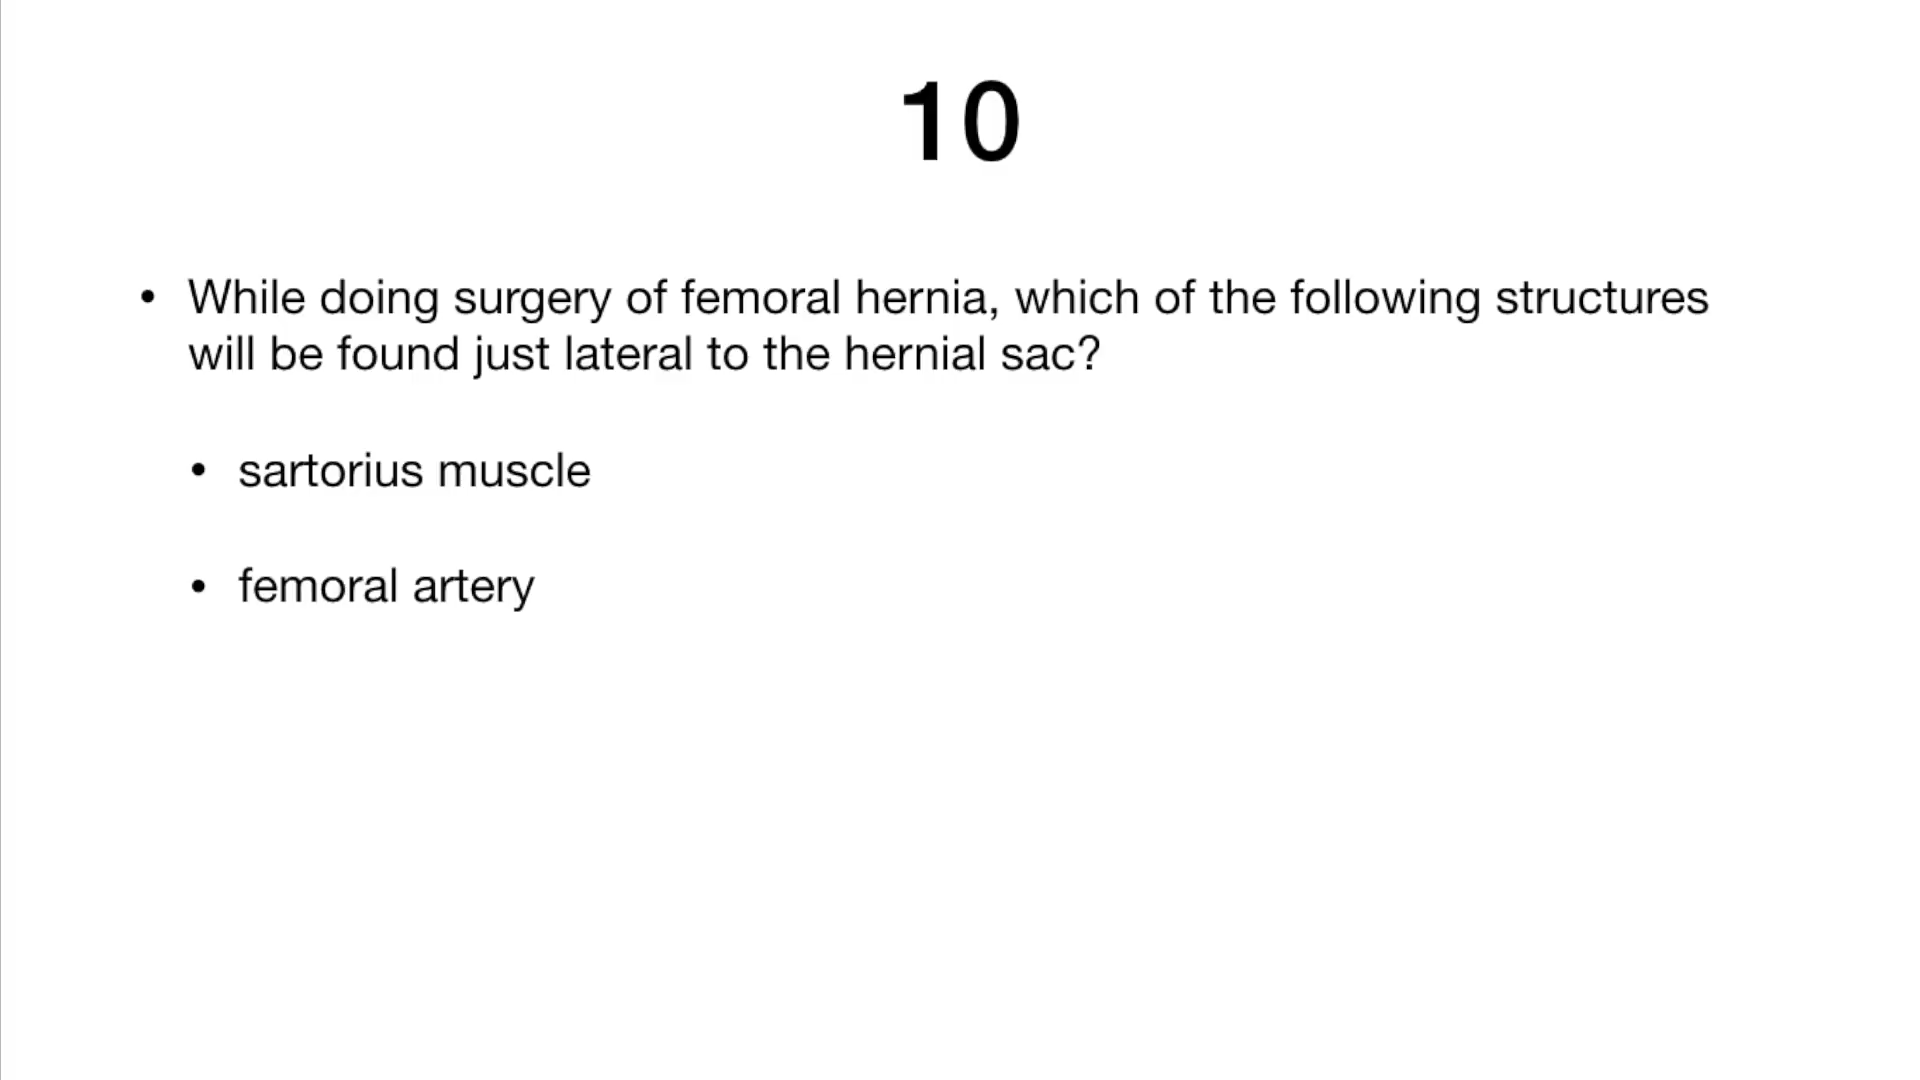 10
• While doing surgery of femoral hernia, which of the following structures
will be found just lateral to the hernial sac?
• sartorius muscle
• femoral artery